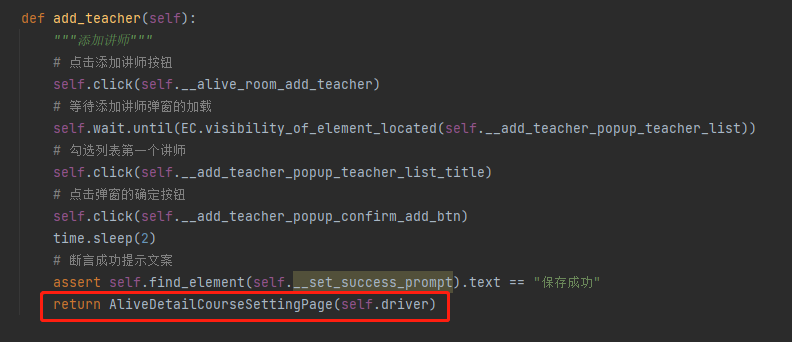 def add_teacher(self):
"""添加讲师"""
# 点击添加讲师按钮
self.click(self.__alive_room_add_teacher)
# 等待添加讲师弹窗的加载
self.wait.until(EC.visibility_of_element_located(self.__add_teacher_popup_teacher_list))
# 勾选列表第一个讲师
self.click(self.__add_teacher_popup_teacher_list_title)
# 点击弹窗的确定按钮
self.click(self.__add_teacher_popup_confirm_add_btn)
time.sleep(2)
# 断言成功提示文案
assert self.find_element(self.__set_success_prompt).text == "保存成功"
return AliveDetailCourseSettingPage(self.driver)